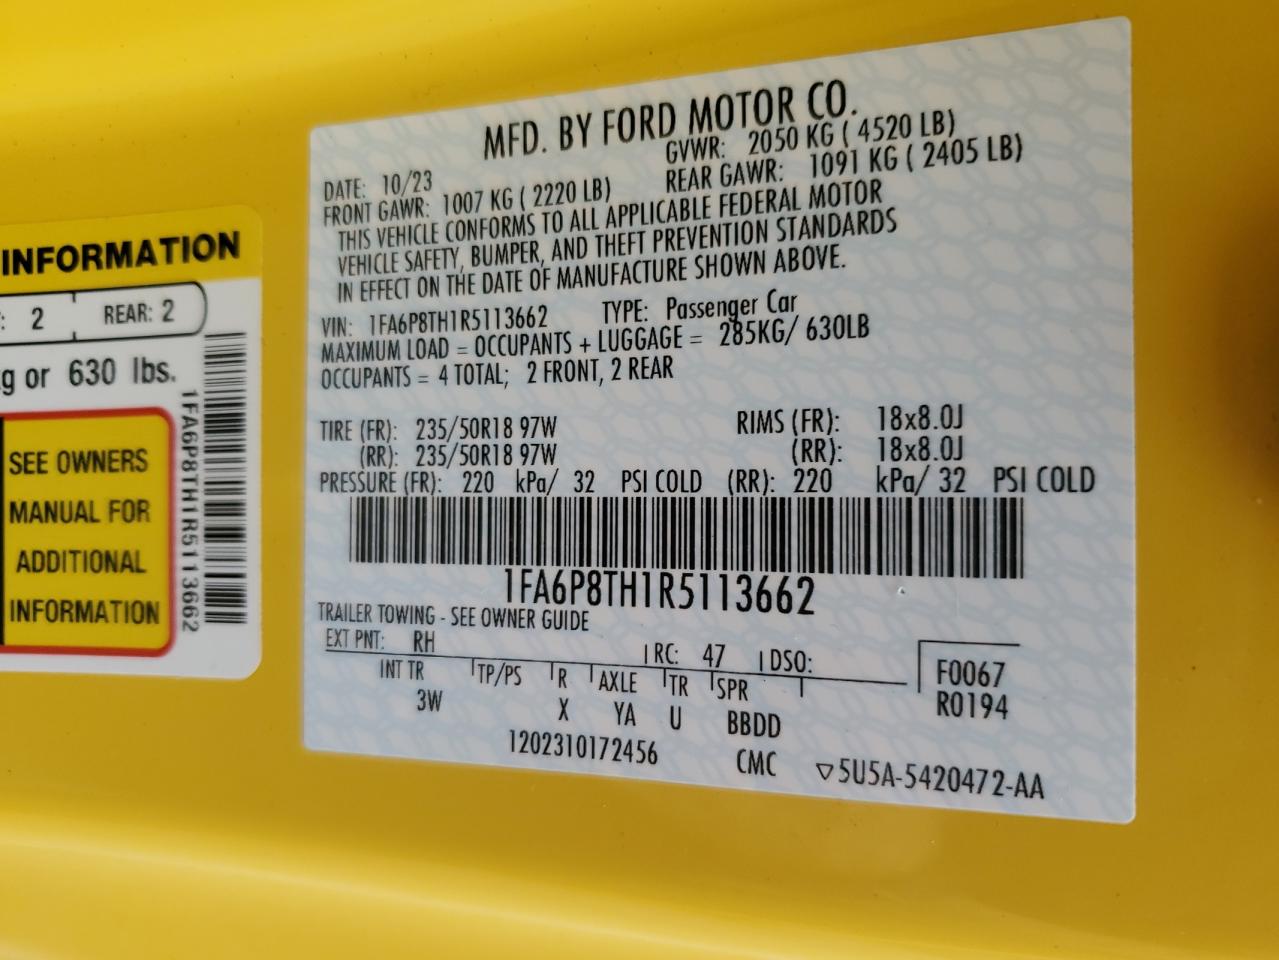 INFORMATION
: 2 REAR: 2
g or 630 lbs.
SEE OWNERS
MANUAL FOR
ADDITIONAL
INFORMATION
1FA6P8TH1R5113662
MFD. BY FORD MOTOR CO.
DATE: 10/23 GVWR: 2050 KG ( 4520 LB)
FRONT GAWR: 1007 KG ( 2220 LB) REAR GAWR: 1091 KG ( 2405 LB)
THIS VEHICLE CONFORMS TO ALL APPLICABLE FEDERAL MOTOR
VEHICLE SAFETY, BUMPER, AND THEFT PREVENTION STANDARDS
IN EFFECT ON THE DATE OF MANUFACTURE SHOWN ABOVE.
VIN: 1FA6P8TH1R5113662 TYPE: Passenger Car
MAXIMUM LOAD = OCCUPANTS + LUGGAGE = 285KG/ 630LB
OCCUPANTS = 4 TOTAL; 2 FRONT, 2 REAR
TIRE (FR): 235/50R18 97W RIMS (FR): 18x8.0J
(RR): 235/50R18 97W (RR): 18x8.0J
PRESSURE (FR): 220 kPa/ 32 PSI COLD (RR): 220 kPa/ 32 PSI COLD
1FA6P8TH1R5113662
TRAILER TOWING - SEE OWNER GUIDE
EXT PNT: RH RC: 47 DSO: F0067
INT TR TP/PS R AXLE TR SPR R0194
3W X YA U BBDD
1202310172456 CMC ▽5U5A-5420472-AA